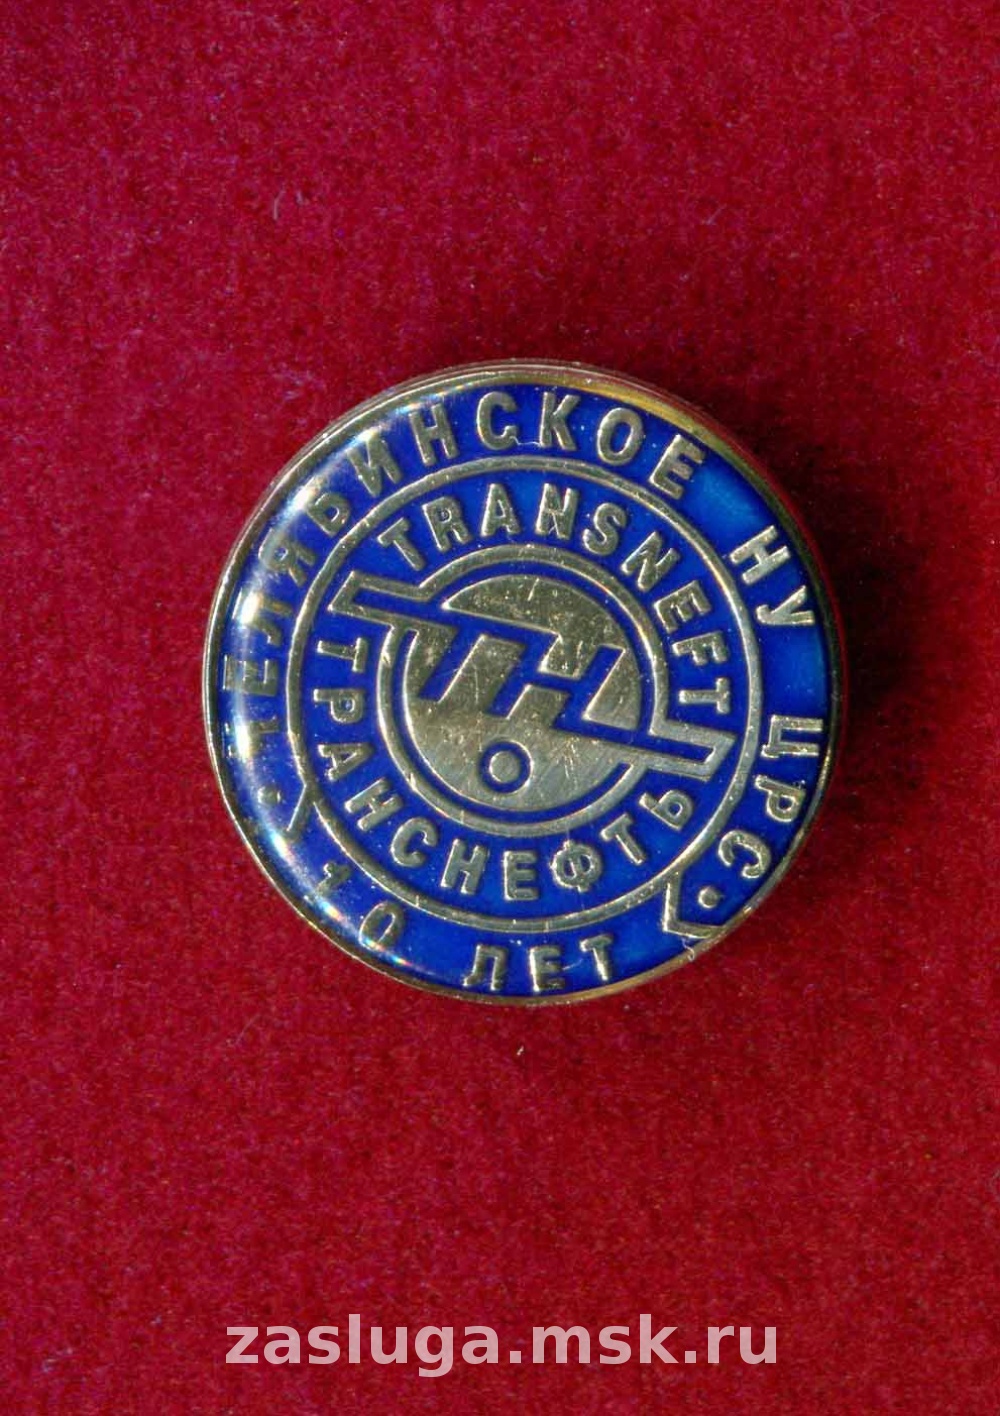 ЧЕЛЯБИНСКОЕ НУ ЦРС
TRANSNEFT
ТН
ТРАНСНЕФТЬ
10 ЛЕТ
zasluga.msk.ru